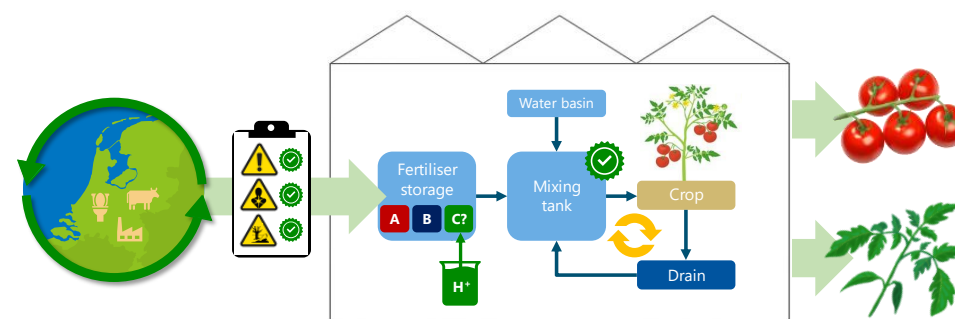 Water basin
Fertiliser
storage
A B C?
Mixing
tank
Crop
Drain
H⁺